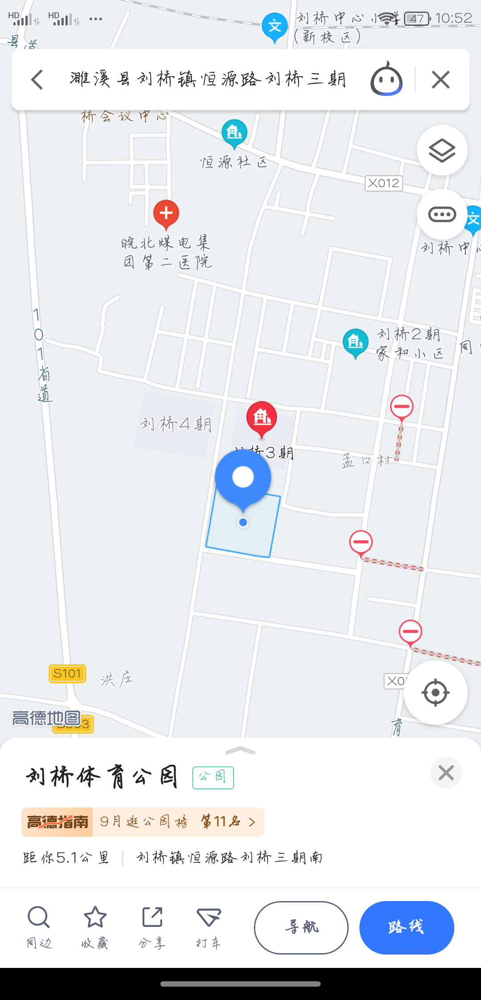 HD HD 47 10:52
刘桥中心小学
(新校区)
县道
濉溪县刘桥镇恒源路刘桥三期
桥会议中心
恒源社区
X012
皖北煤电集
团第二医院
刘桥中心
101省道
刘桥2期
家和小区
周
刘桥4期
刘桥3期
孟口村
S101
洪庄
X0
高德地图
S303
育
刘桥体育公园 公园
高德指南 9月逛公园榜 第11名
距你5.1公里 刘桥镇恒源路刘桥三期南
周边 收藏 分享 打车 导航 路线